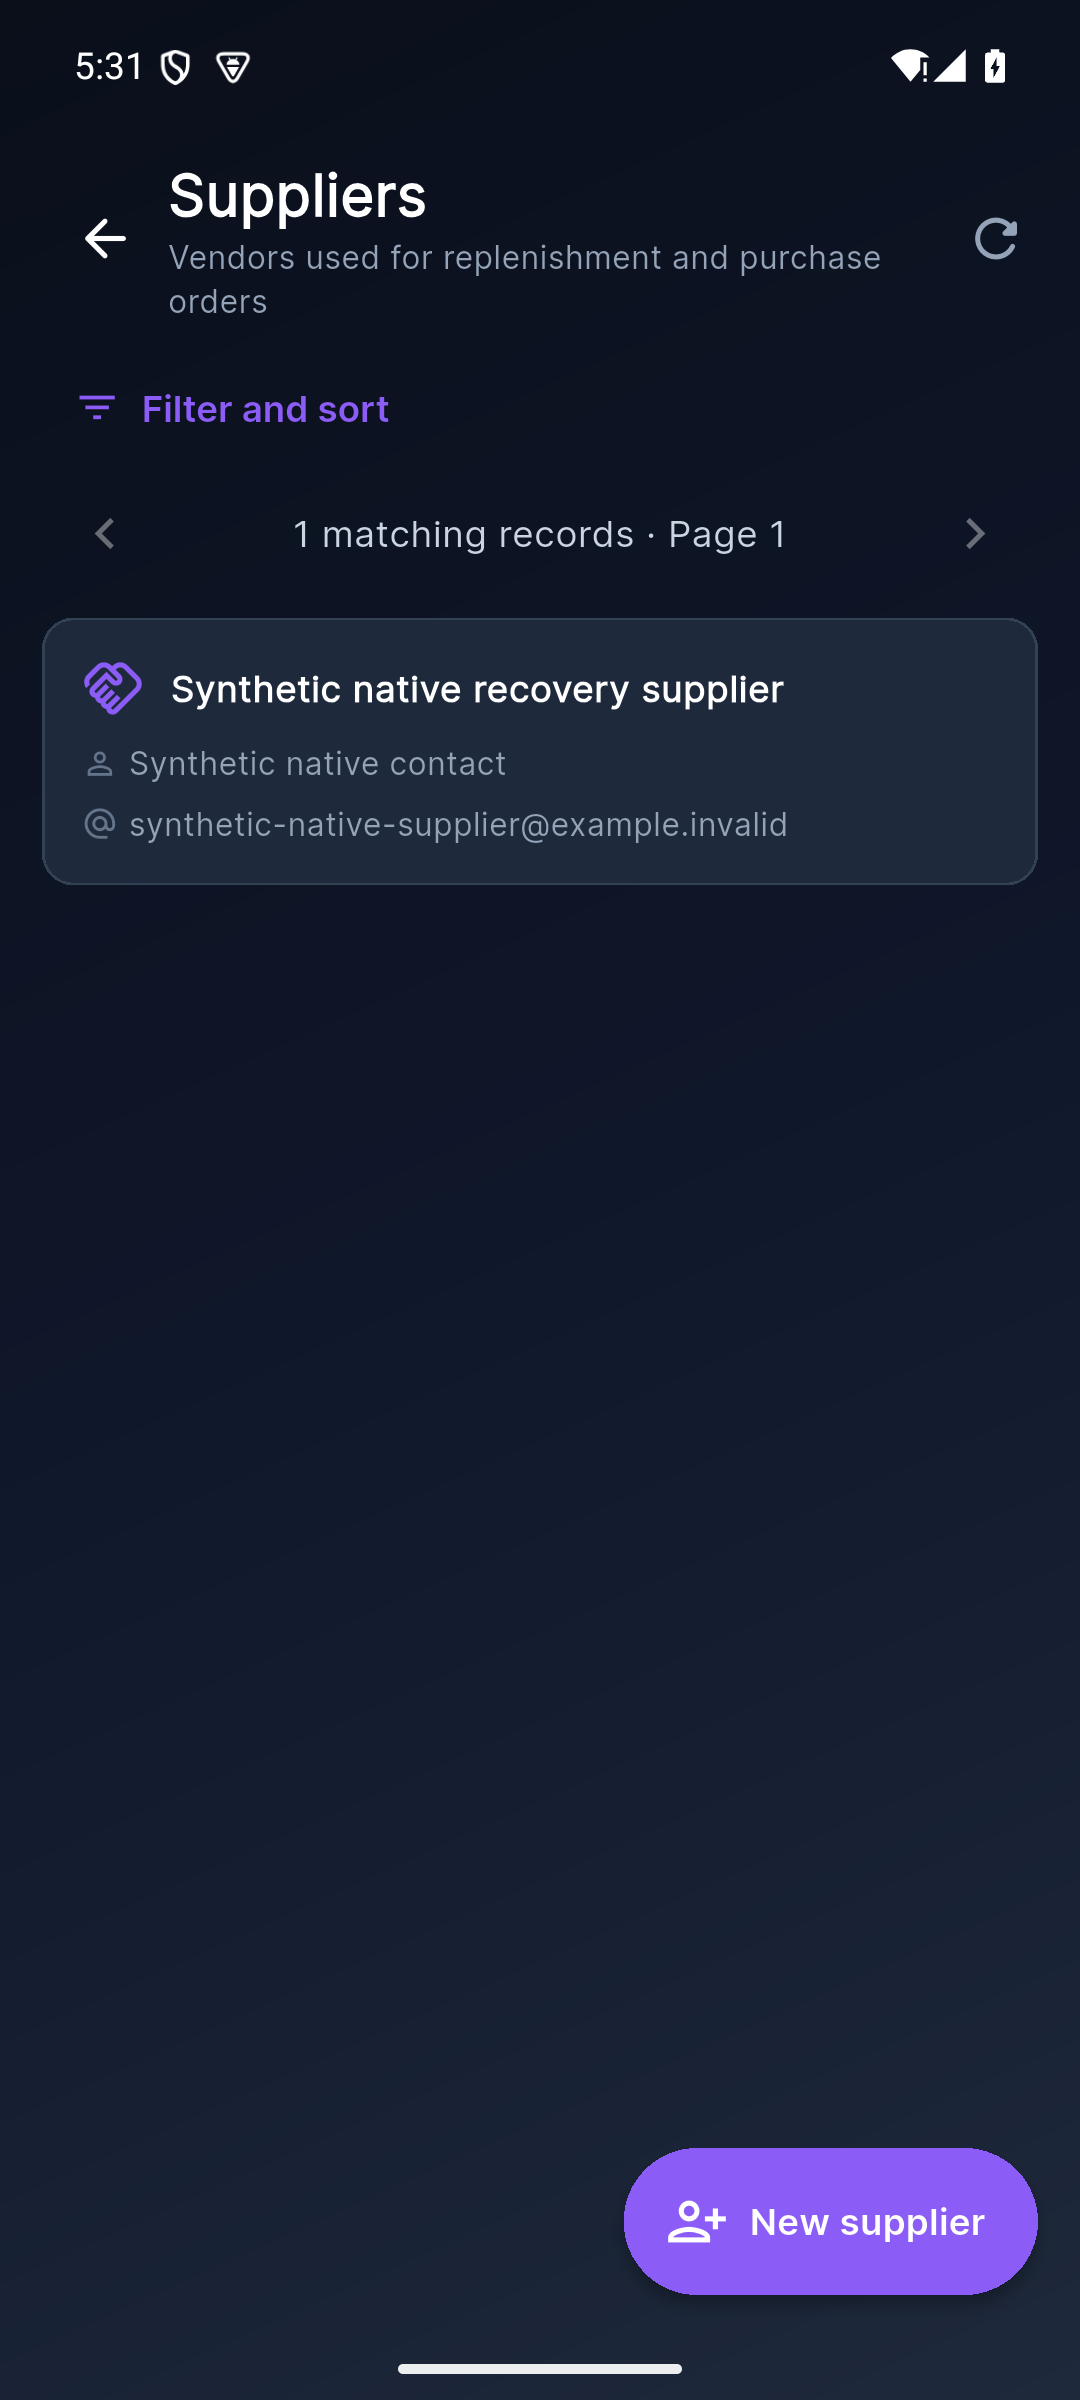 5:31
Suppliers
Vendors used for replenishment and purchase
orders
Filter and sort
1 matching records · Page 1
Synthetic native recovery supplier
Synthetic native contact
synthetic-native-supplier@example.invalid
New supplier